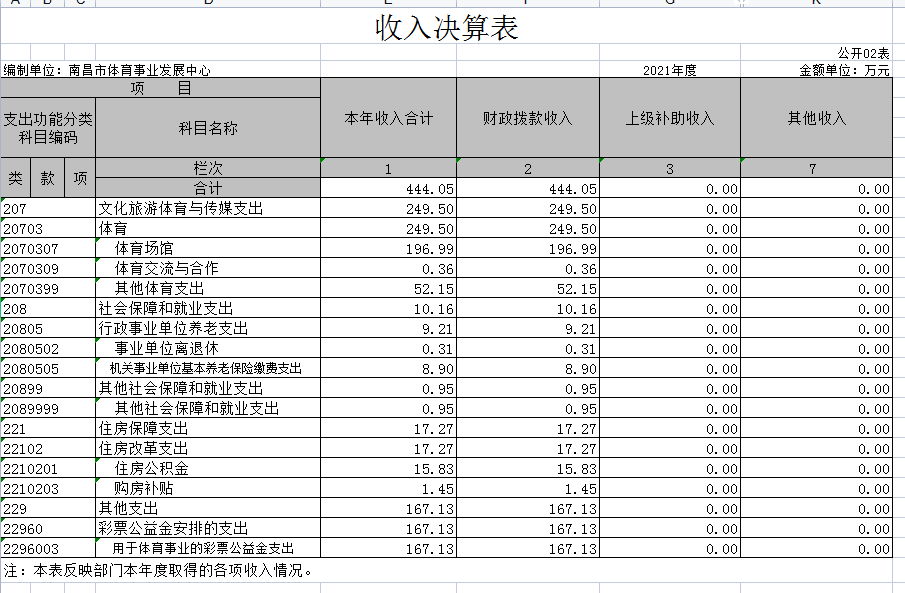 收入决算表
公开02表
编制单位：南昌市体育事业发展中心 2021年度 金额单位：万元
项 目 本年收入合计 财政拨款收入 上级补助收入 其他收入
支出功能分类科目编码 科目名称
类 款 项 栏次 1 2 3 7
合计 444.05 444.05 0.00 0.00
207 文化旅游体育与传媒支出 249.50 249.50 0.00 0.00
20703 体育 249.50 249.50 0.00 0.00
2070307 体育场馆 196.99 196.99 0.00 0.00
2070309 体育交流与合作 0.36 0.36 0.00 0.00
2070399 其他体育支出 52.15 52.15 0.00 0.00
208 社会保障和就业支出 10.16 10.16 0.00 0.00
20805 行政事业单位养老支出 9.21 9.21 0.00 0.00
2080502 事业单位离退休 0.31 0.31 0.00 0.00
2080505 机关事业单位基本养老保险缴费支出 8.90 8.90 0.00 0.00
20899 其他社会保障和就业支出 0.95 0.95 0.00 0.00
2089999 其他社会保障和就业支出 0.95 0.95 0.00 0.00
221 住房保障支出 17.27 17.27 0.00 0.00
22102 住房改革支出 17.27 17.27 0.00 0.00
2210201 住房公积金 15.83 15.83 0.00 0.00
2210203 购房补贴 1.45 1.45 0.00 0.00
229 其他支出 167.13 167.13 0.00 0.00
22960 彩票公益金安排的支出 167.13 167.13 0.00 0.00
2296003 用于体育事业的彩票公益金支出 167.13 167.13 0.00 0.00
注：本表反映部门本年度取得的各项收入情况。